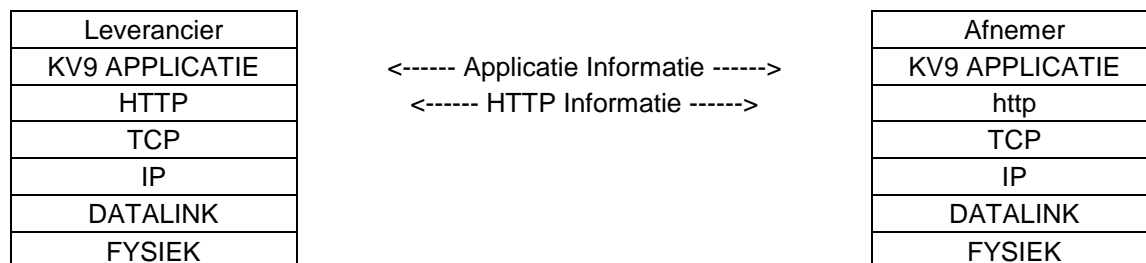 Leverancier Afnemer
KV9 APPLICATIE <------ Applicatie Informatie ------> KV9 APPLICATIE
HTTP <------ HTTP Informatie ------> http
TCP TCP
IP IP
DATALINK DATALINK
FYSIEK FYSIEK